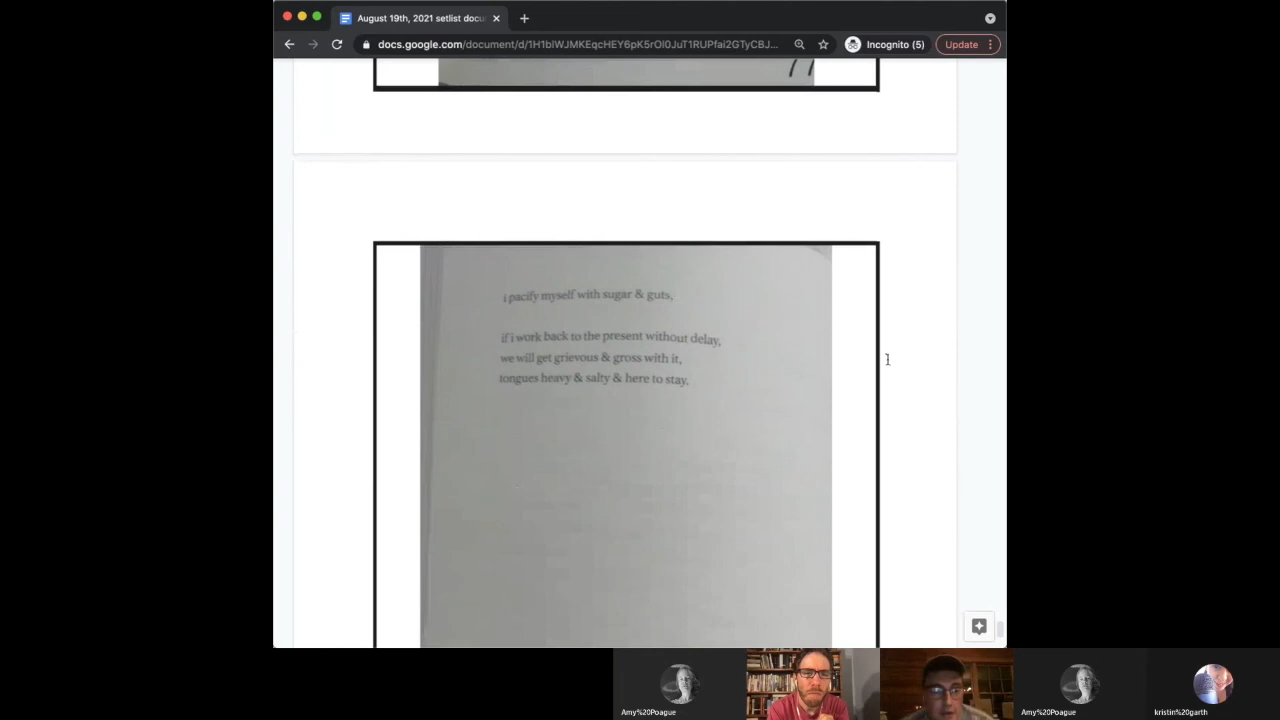 August 19th, 2021 setlist docu
docs.google.com/document/d/1H1blWJMKEqcHEY6pK5rOl0JuT1RUPfai2GTyCBJ...
Incognito (5)
Update
i pacify myself with sugar & guts,
if i work back to the present without delay,
we will get grievous & gross with it,
tongues heavy & salty & here to stay.
Amy%20Poague
Amy%20Poague
kristin%20garth